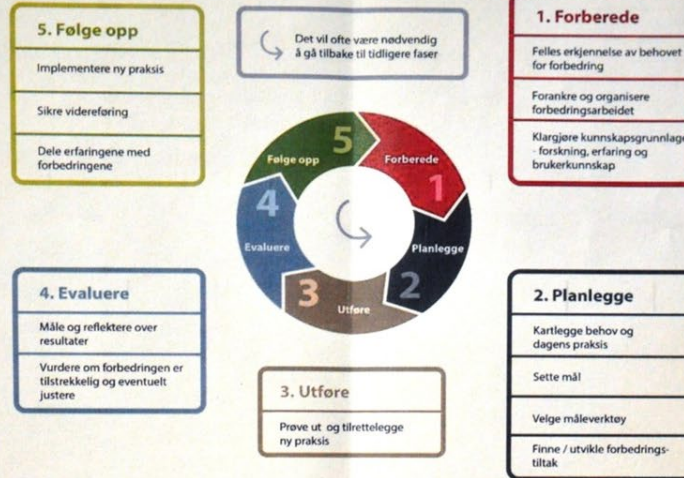 5. Følge opp
Implementere ny praksis
Sikre videreføring
Dele erfaringene med
forbedringene
Det vil ofte være nødvendig
å gå tilbake til tidligere faser
1. Forberede
Felles erkjennelse av behovet
for forbedring
Forankre og organisere
forbedringsarbeidet
Klargjøre kunnskapsgrunnlage
- forskning, erfaring og
brukerkunnskap
5
Følge opp
Forberede
1
4
Evaluere
Planlegge
2
3
Utføre
4. Evaluere
Måle og reflektere over
resultater
Vurdere om forbedringen er
tilstrekkelig og eventuelt
justere
3. Utføre
Prøve ut og tilrettelegge
ny praksis
2. Planlegge
Kartlegge behov og
dagens praksis
Sette mål
Velge måleverktøy
Finne / utvikle forbedrings-
tiltak